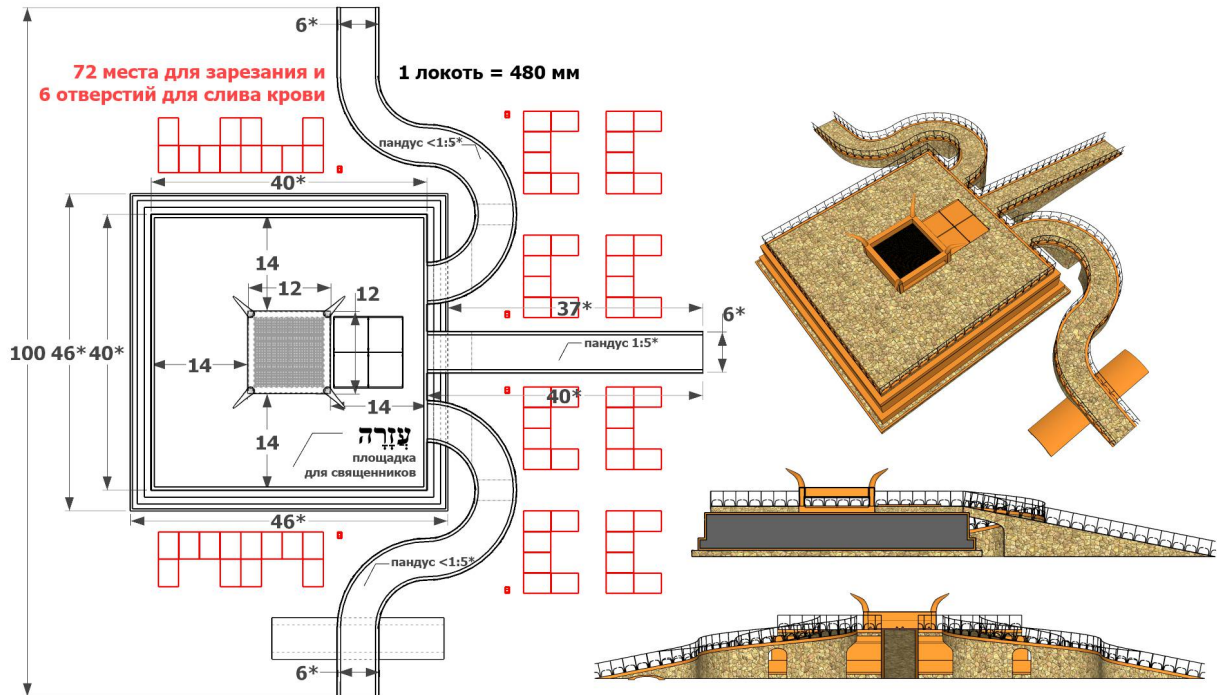 6*
72 места для зарезания и
6 отверстий для слива крови
1 локоть = 480 мм
пандус <1:5*
40*
14
12
12
37*
6*
100
46*
40*
14
пандус 1:5*
14
40*
14
עֲזָרָה
площадка
для священников
46*
пандус <1:5*
6*